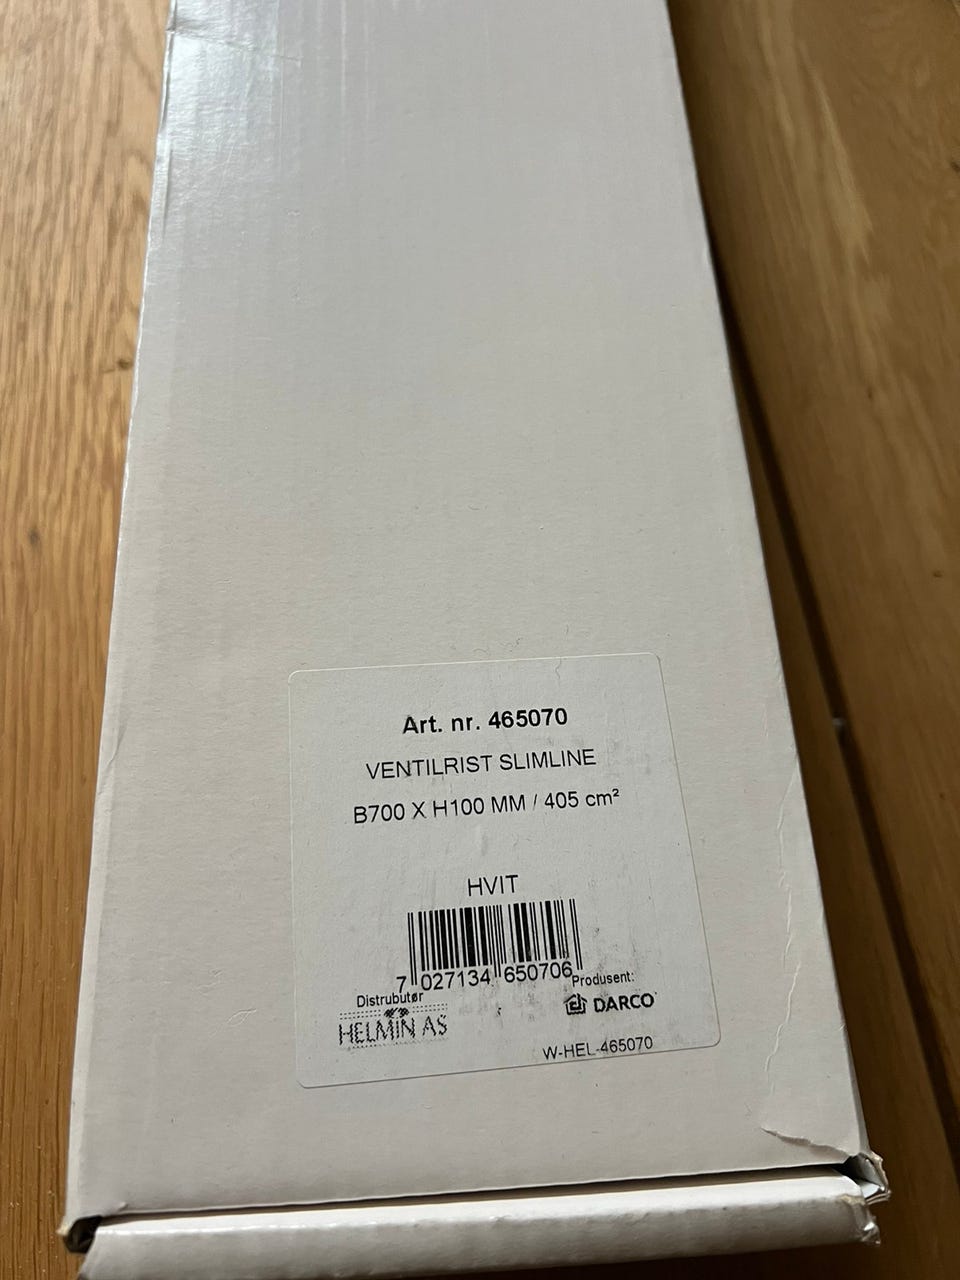 Art. nr. 465070
VENTILRIST SLIMLINE
B700 X H100 MM / 405 cm²
HVIT
7 027134 650706
Distrubutør
HELMIN AS
Produsent:
DARCO
W-HEL-465070